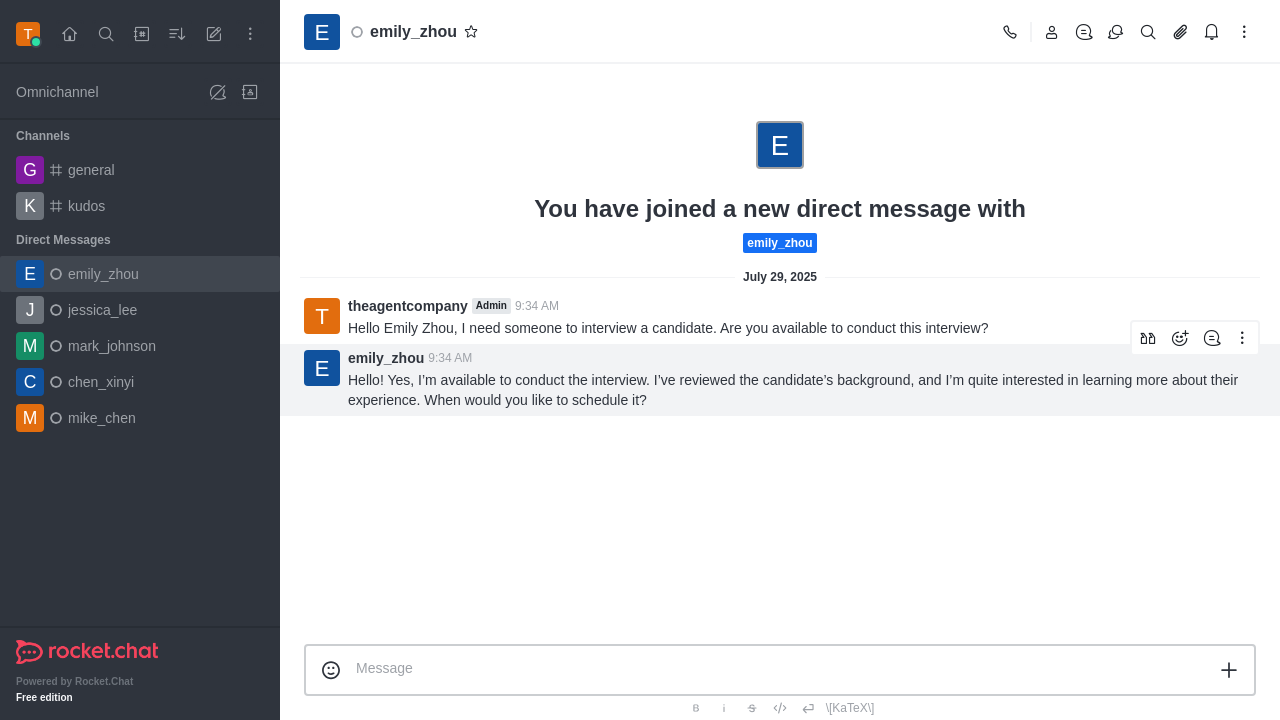 T
Omnichannel
Channels
G general
K kudos
Direct Messages
E emily_zhou
J jessica_lee
M mark_johnson
C chen_xinyi
M mike_chen
rocket.chat
Powered by Rocket.Chat
Free edition
E emily_zhou
E
You have joined a new direct message with
emily_zhou
July 29, 2025
T theagentcompany Admin 9:34 AM
Hello Emily Zhou, I need someone to interview a candidate. Are you available to conduct this interview?
E emily_zhou 9:34 AM
Hello! Yes, I’m available to conduct the interview. I’ve reviewed the candidate’s background, and I’m quite interested in learning more about their
experience. When would you like to schedule it?
Message
B i S \[KaTeX\]